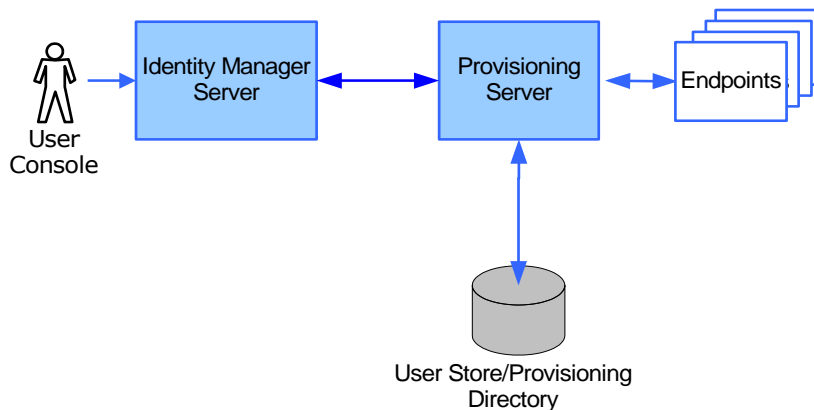 Identity Manager
Server
Provisioning
Server
Endpoints
User
Console
User Store/Provisioning
Directory